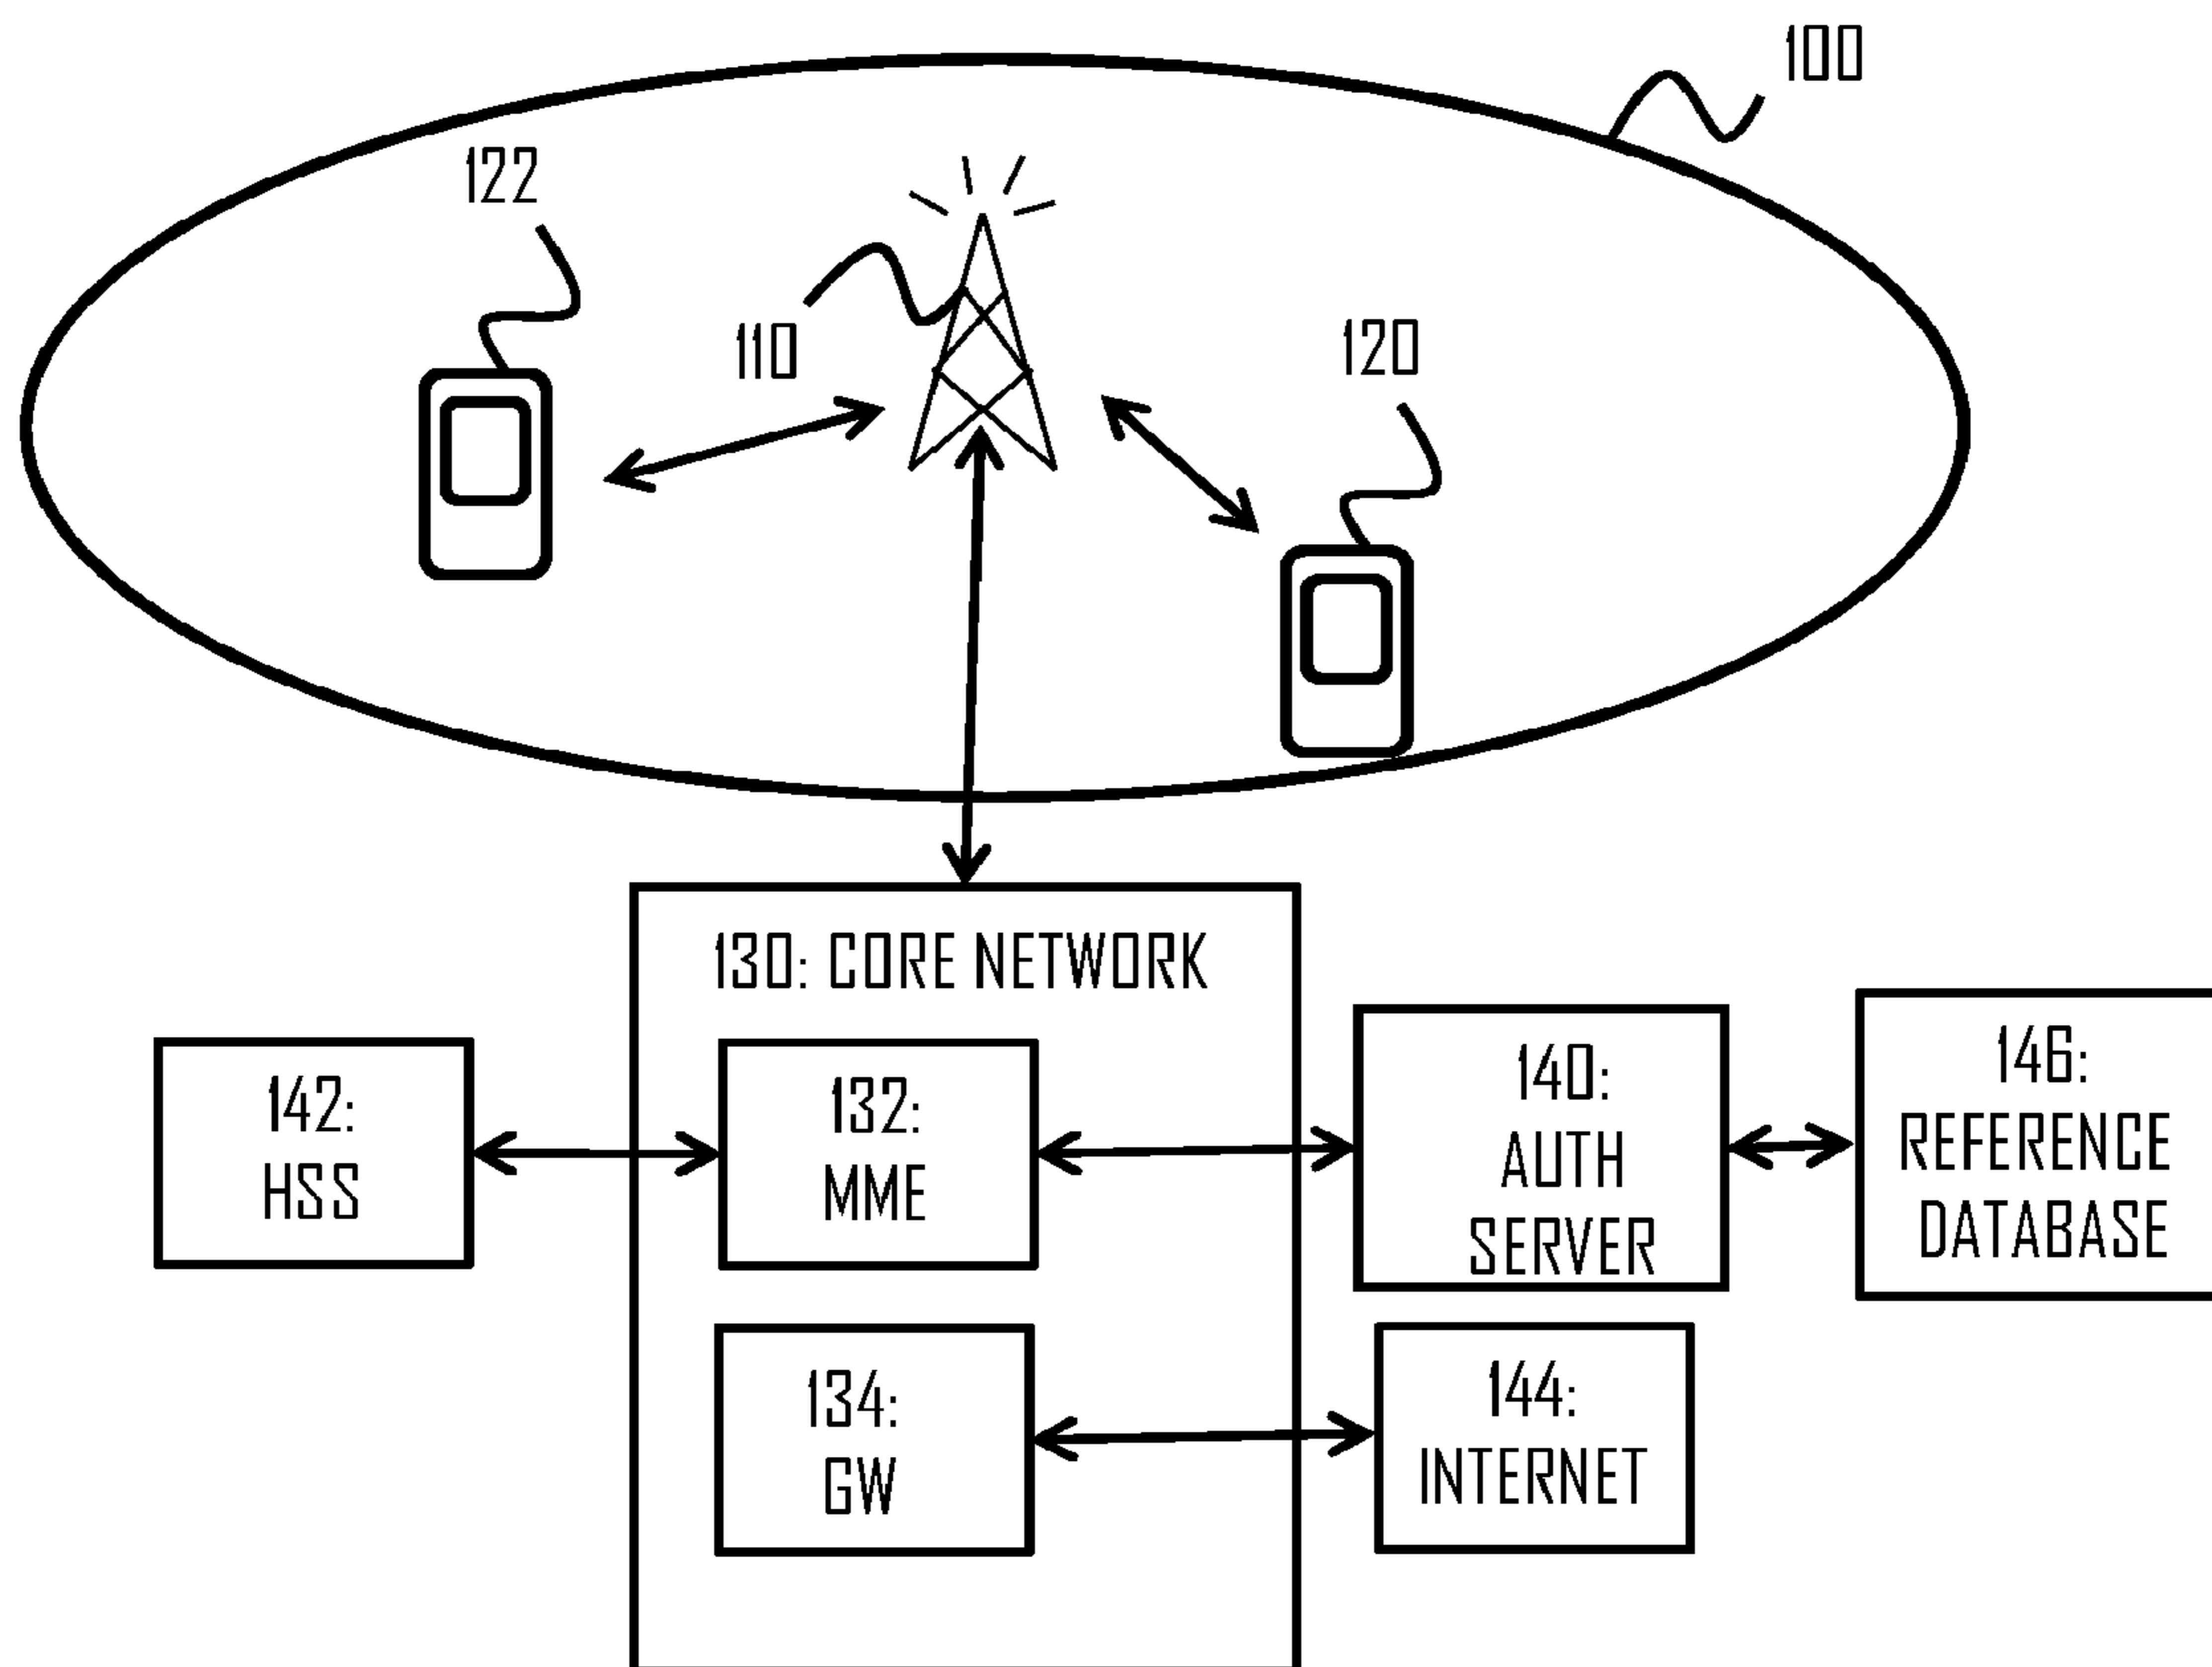 100
122
110
120
130: CORE NETWORK
142:
HSS
132:
MME
140:
AUTH
SERVER
146:
REFERENCE
DATABASE
134:
GW
144:
INTERNET